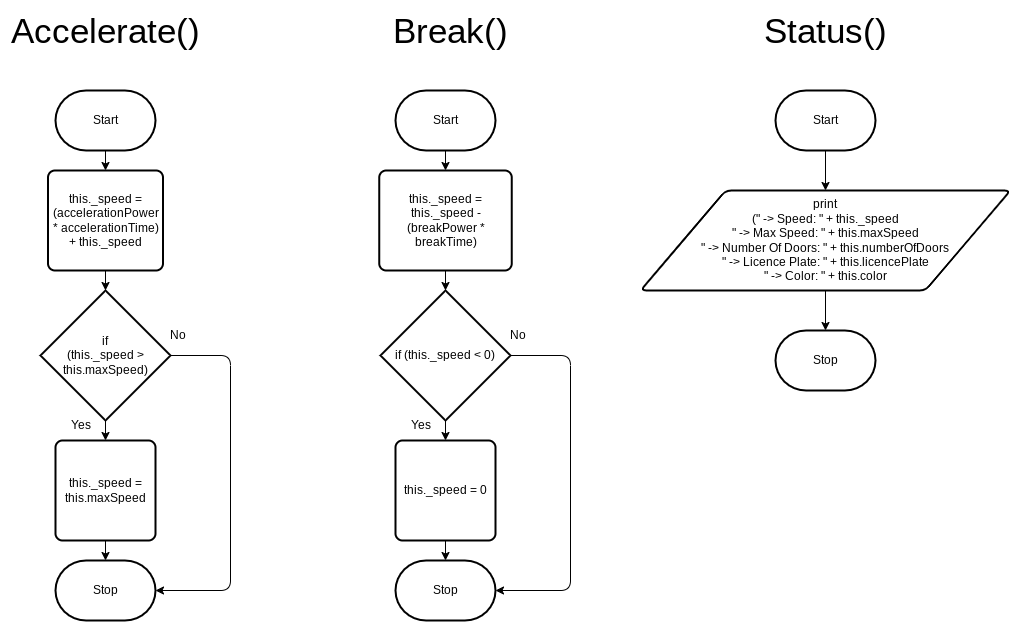 Accelerate()
Start
this._speed =
(accelerationPower
* accelerationTime)
+ this._speed
if
(this._speed >
this.maxSpeed)
No
Yes
this._speed =
this.maxSpeed
Stop
Break()
Start
this._speed =
this._speed -
(breakPower *
breakTime)
if (this._speed < 0)
No
Yes
this._speed = 0
Stop
Status()
Start
print
(" -> Speed: " + this._speed
" -> Max Speed: " + this.maxSpeed
" -> Number Of Doors: " + this.numberOfDoors
" -> Licence Plate: " + this.licencePlate
" -> Color: " + this.color
Stop